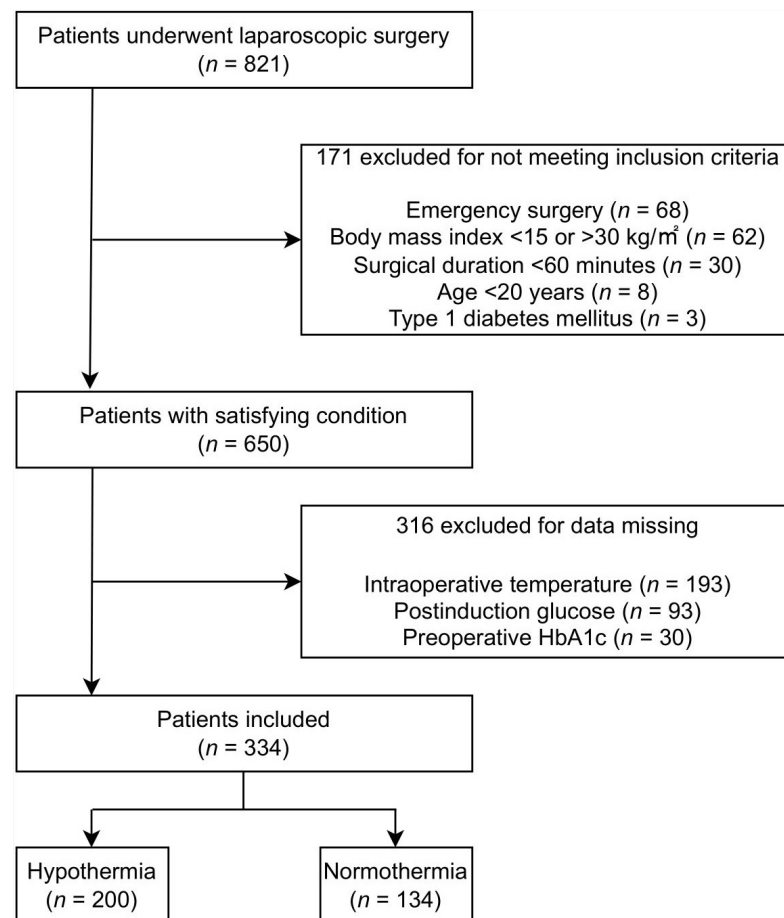 Patients underwent laparoscopic surgery
(n = 821)
171 excluded for not meeting inclusion criteria
Emergency surgery (n = 68)
Body mass index <15 or >30 kg/㎡ (n = 62)
Surgical duration <60 minutes (n = 30)
Age <20 years (n = 8)
Type 1 diabetes mellitus (n = 3)
Patients with satisfying condition
(n = 650)
316 excluded for data missing
Intraoperative temperature (n = 193)
Postinduction glucose (n = 93)
Preoperative HbA1c (n = 30)
Patients included
(n = 334)
Hypothermia
(n = 200)
Normothermia
(n = 134)